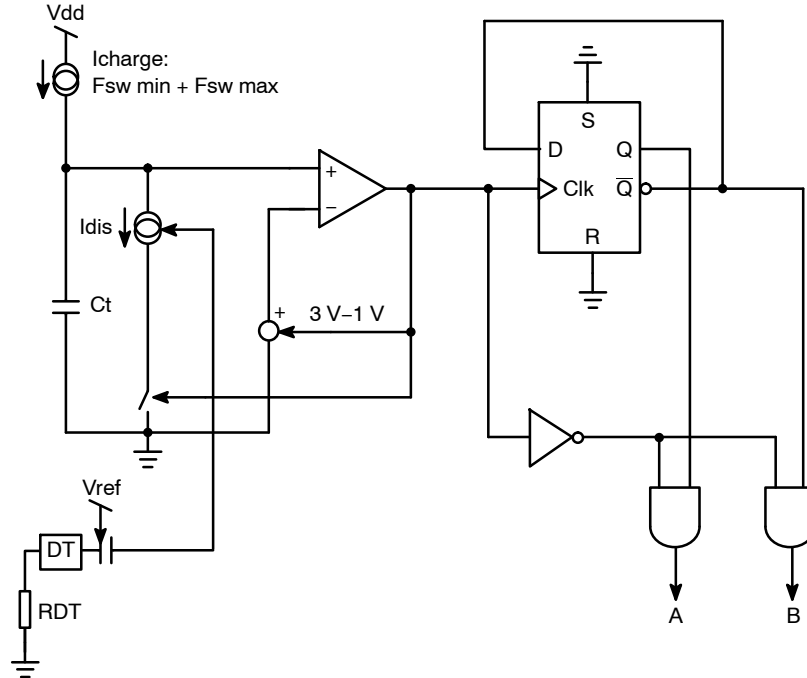 Vdd
Icharge:
Fsw min + Fsw max
S
D
Q
+
Clk
Q
−
Idis
R
Ct
+
3 V−1 V
Vref
DT
RDT
A
B